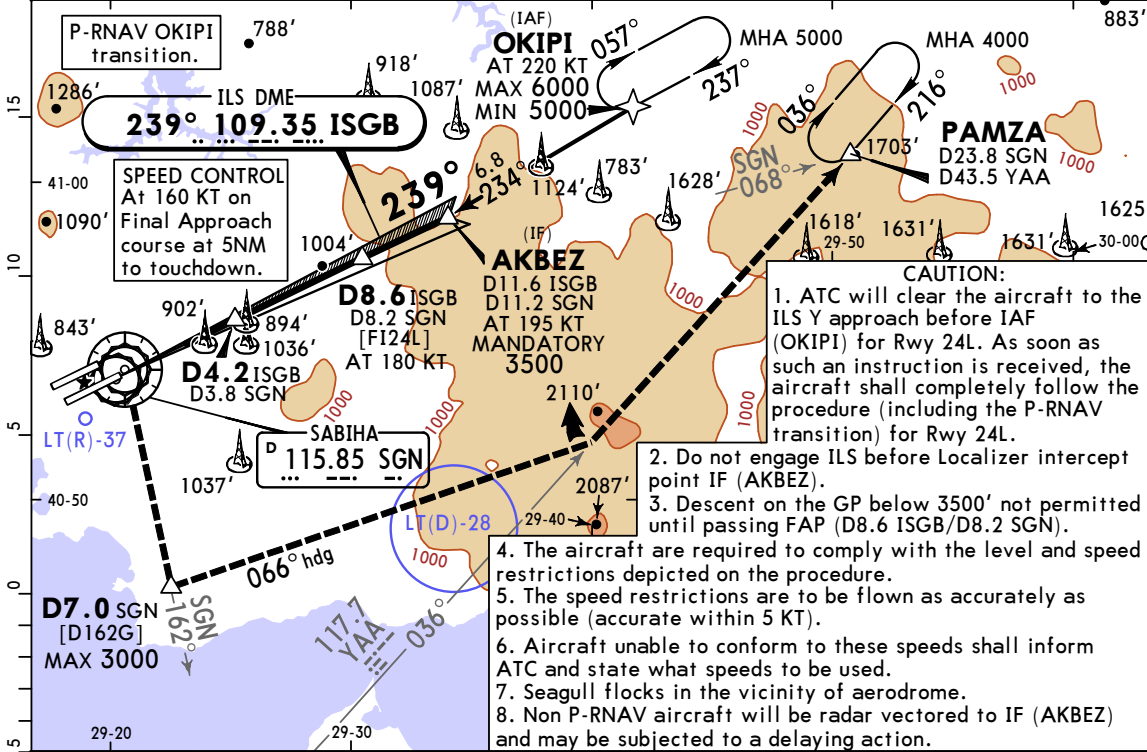 P-RNAV OKIPI
transition.
788'
918'
1286'
1087'
ILS DME
239° 109.35 ISGB
(IAF)
OKIPI
AT 220 KT
MAX 6000
MIN 5000
057°
237°
MHA 5000
MHA 4000
036°
216°
883'
1000
1000
1000
1703'
PAMZA
D23.8 SGN
D43.5 YAA
SGN
068°
15
41-00
SPEED CONTROL
At 160 KT on
Final Approach
course at 5NM
to touchdown.
239°
6.8
234°
1124'
783'
1628'
1618'
29-50
1631'
1631'
1625
30-00
1090'
1004'
10
(IF)
AKBEZ
D11.6 ISGB
D11.2 SGN
AT 195 KT
MANDATORY
3500
D8.6 ISGB
D8.2 SGN
[FI24L]
AT 180 KT
1000
902'
894'
1036'
843'
D4.2 ISGB
D3.8 SGN
1000
1000
1000
LT(R)-37
2110'
5
SABIHA
D 115.85 SGN
1037'
40-50
LT(D)-28
29-40
2087'
1000
066° hdg
0
D7.0 SGN
[D162G]
MAX 3000
SGN
162°
117.7
YAA
036°
29-20
29-30
5
CAUTION:
1. ATC will clear the aircraft to the
ILS Y approach before IAF
(OKIPI) for Rwy 24L. As soon as
such an instruction is received, the
aircraft shall completely follow the
procedure (including the P-RNAV
transition) for Rwy 24L.
2. Do not engage ILS before Localizer intercept
point IF (AKBEZ).
3. Descent on the GP below 3500' not permitted
until passing FAP (D8.6 ISGB/D8.2 SGN).
4. The aircraft are required to comply with the level and speed
restrictions depicted on the procedure.
5. The speed restrictions are to be flown as accurately as
possible (accurate within 5 KT).
6. Aircraft unable to conform to these speeds shall inform
ATC and state what speeds to be used.
7. Seagull flocks in the vicinity of aerodrome.
8. Non P-RNAV aircraft will be radar vectored to IF (AKBEZ)
and may be subjected to a delaying action.